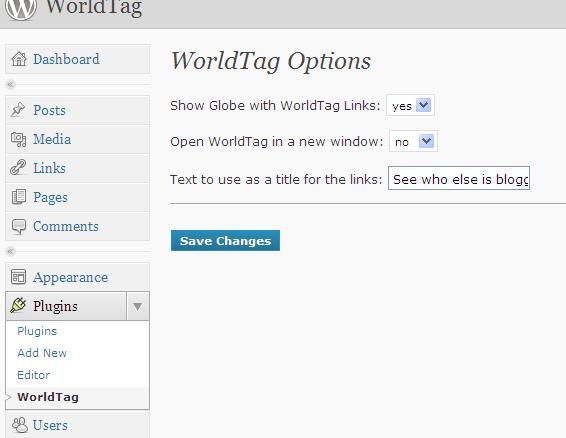 WorldTag
Dashboard
Posts
Media
Links
Pages
Comments
Appearance
Plugins
Plugins
Add New
Editor
WorldTag
Users
WorldTag Options
Show Globe with WorldTag Links: yes
Open WorldTag in a new window: no
Text to use as a title for the links: See who else is blogg
Save Changes